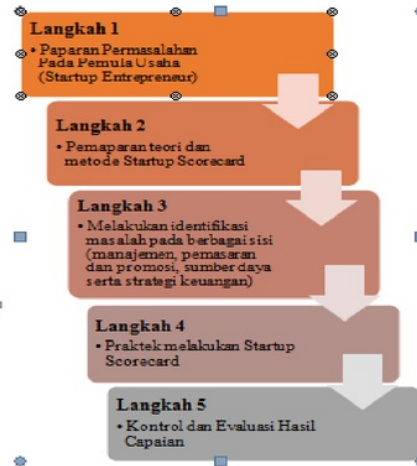 Langkah 1
• Paparan Permasalahan
Pada Pemula Usaha
(Startup Entrepreneur)
Langkah 2
• Pemaparan teori dan
metode Startup Scorecard
Langkah 3
• Melakukan identifikasi
masalah pada berbagai sisi
(manajemen, pemasaran
dan promosi, sumber daya
serta strategi keuangan)
Langkah 4
• Praktek melakukan Startup
Scorecard
Langkah 5
• Kontrol dan Evaluasi Hasil
Capaian